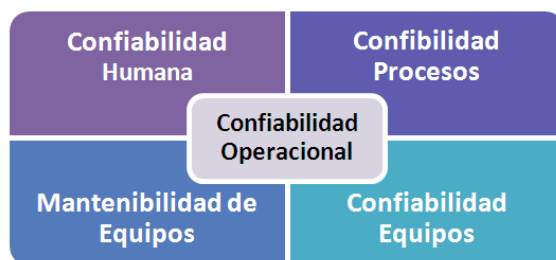 Confiabilidad
Humana
Confibilidad
Procesos
Confiabilidad
Operacional
Mantenibilidad de
Equipos
Confiabilidad
Equipos